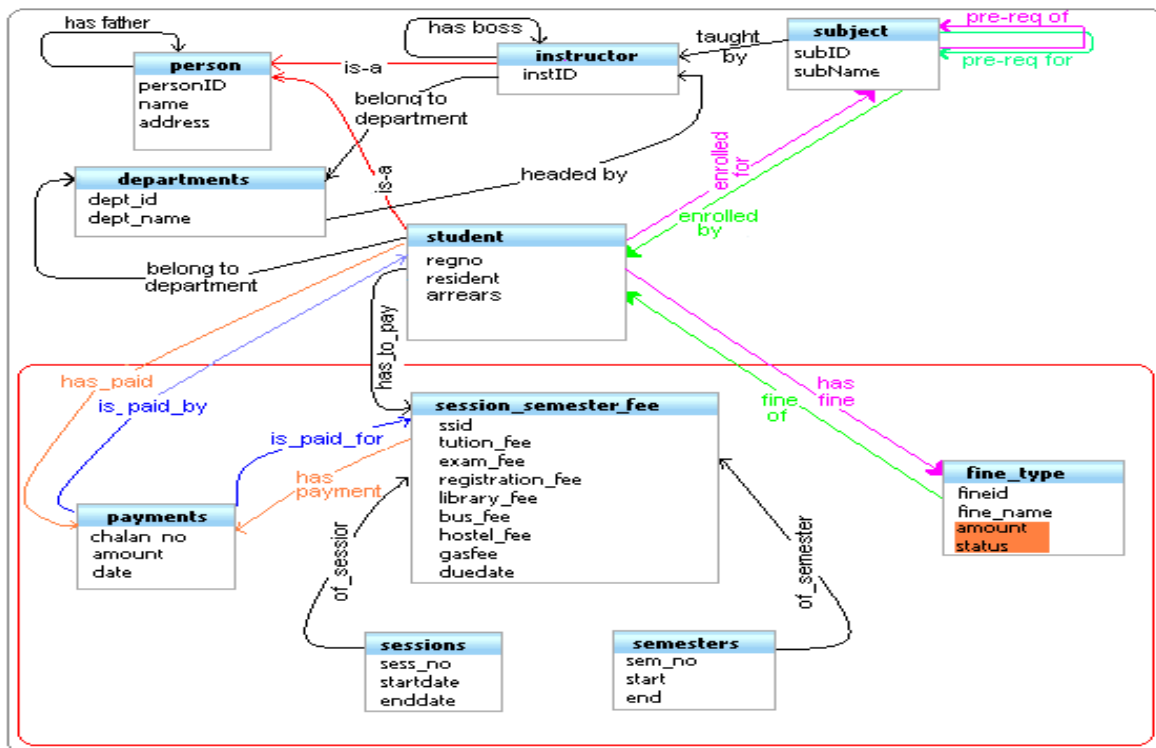 has father
person
personID
name
address
has boss
instructor
instID
is-a
taught
by
subject
subID
subName
pre-req of
pre-req for
belong to
department
departments
dept_id
dept_name
headed by
is-a
enrolled
for
enrolled
by
student
regno
resident
arrears
belong to
department
has_to_pay
has_paid
is_paid_by
is_paid_for
has
payment
has
fine
fine
of
session_semester_fee
ssid
tution_fee
exam_fee
registration_fee
library_fee
bus_fee
hostel_fee
gasfee
duedate
fine_type
fineid
fine_name
amount
status
payments
chalan_no
amount
date
of_session
of_semester
sessions
sess_no
startdate
enddate
semesters
sem_no
start
end